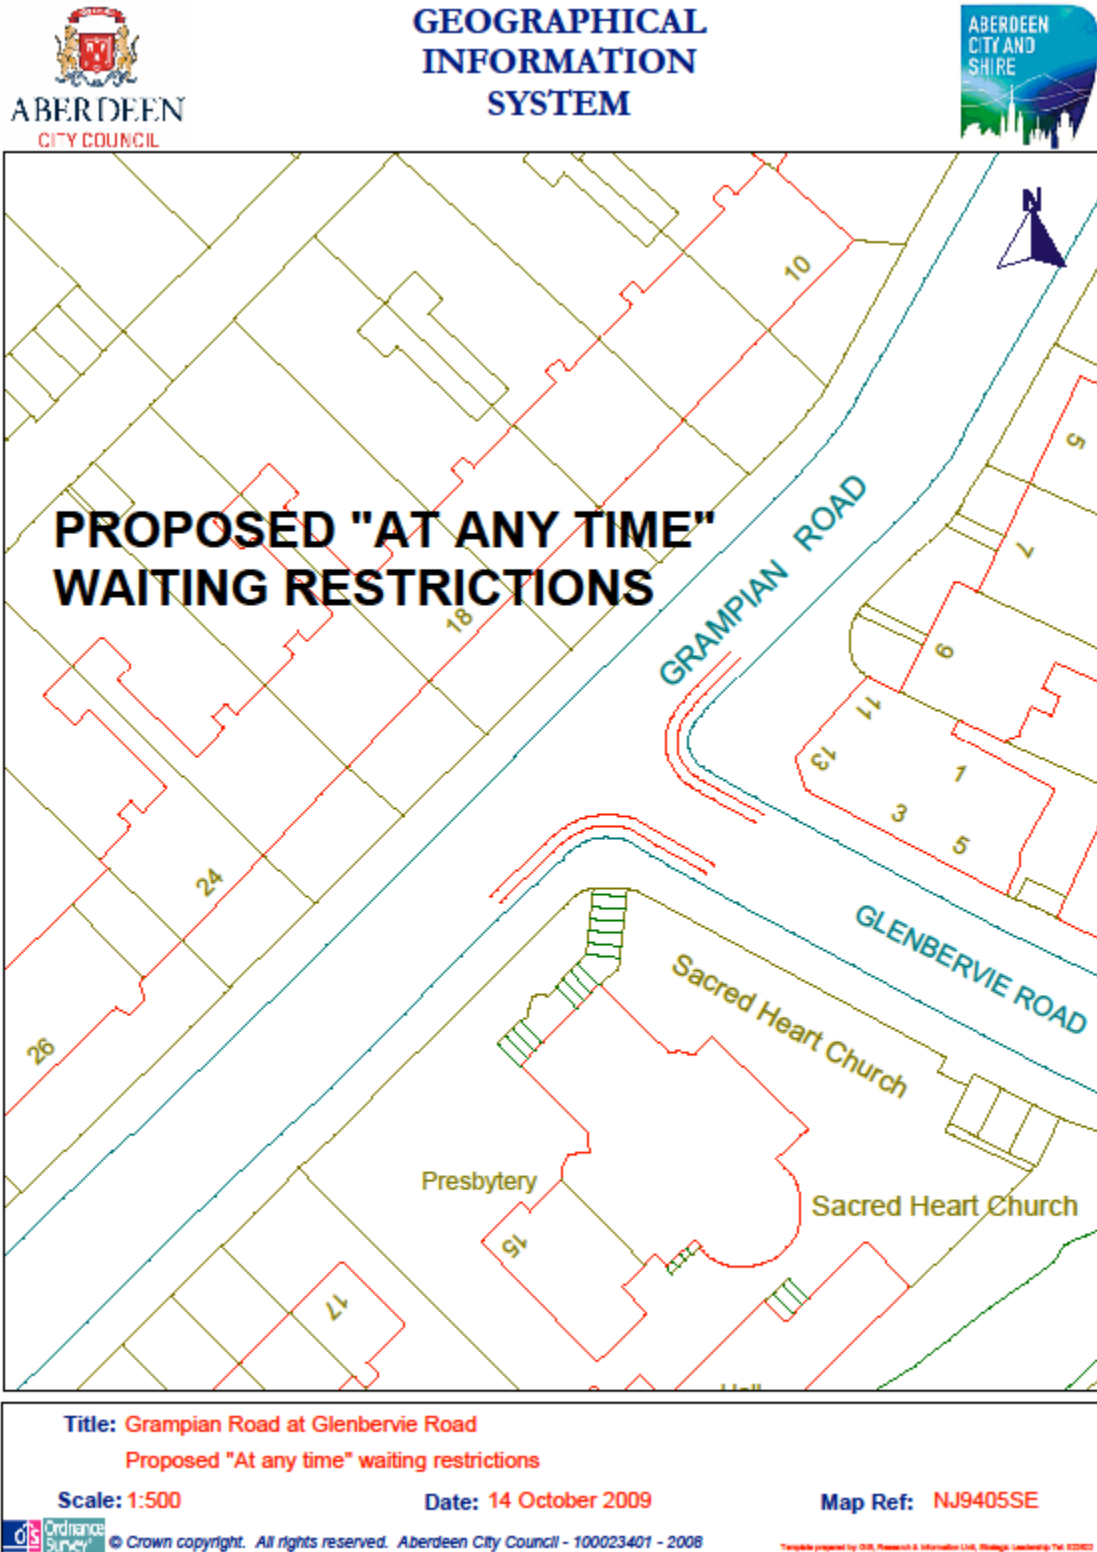 GEOGRAPHICAL
INFORMATION
SYSTEM
ABERDEEN
CITY COUNCIL
ABERDEEN
CITY AND
SHIRE
N
10
5
7
9
11
13
1
3
5
PROPOSED "AT ANY TIME"
WAITING RESTRICTIONS
18
24
26
GRAMPIAN ROAD
GLENBERVIE ROAD
Sacred Heart Church
Presbytery
Sacred Heart Church
15
17
Title: Grampian Road at Glenbervie Road
Proposed "At any time" waiting restrictions
Scale: 1:500
Date: 14 October 2009
Map Ref: NJ9405SE
Ordnance
Survey
© Crown copyright. All rights reserved. Aberdeen City Council - 100023401 - 2008